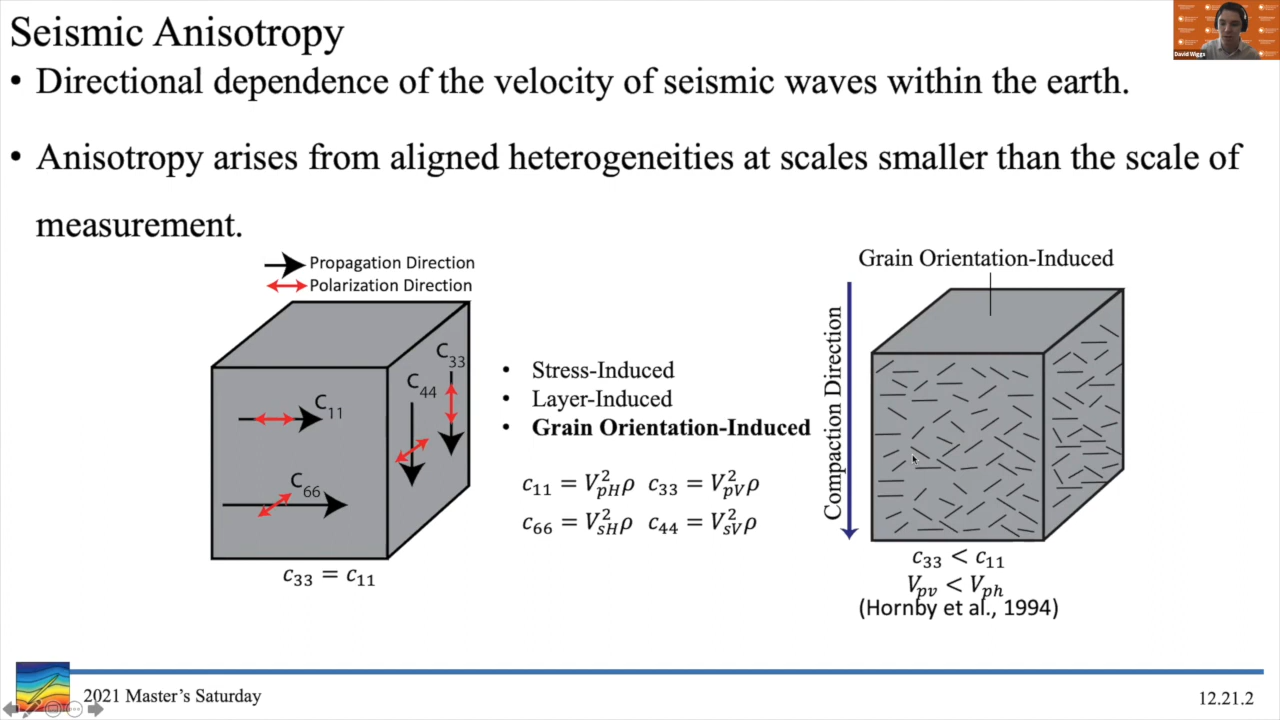 Seismic Anisotropy
• Directional dependence of the velocity of seismic waves within the earth.
• Anisotropy arises from aligned heterogeneities at scales smaller than the scale of
measurement.
Propagation Direction
Polarization Direction
C₃₃
C₄₄
C₁₁
C₆₆
c₃₃ = c₁₁
• Stress-Induced
• Layer-Induced
• Grain Orientation-Induced
c₁₁ = V²pHρ c₃₃ = V²pVρ
c₆₆ = V²sHρ c₄₄ = V²sVρ
Grain Orientation-Induced
Compaction Direction
c₃₃ < c₁₁
Vpv < Vph
(Hornby et al., 1994)
David Wiggs
2021 Master's Saturday
12.21.2